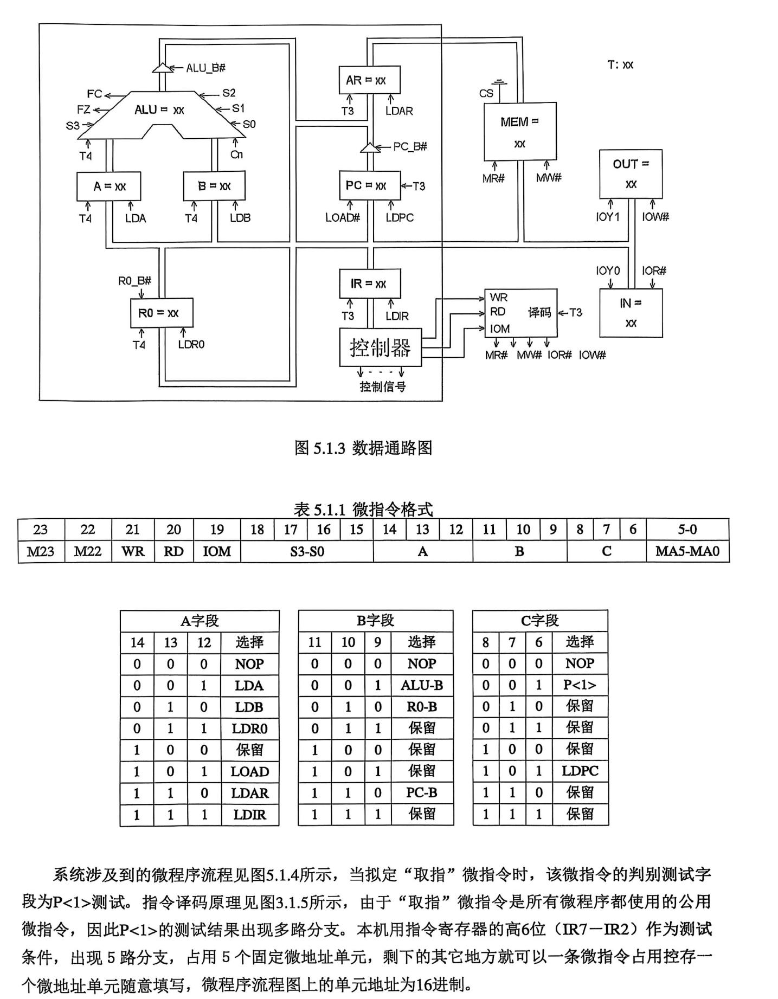 ALU_B#
T: xx
AR = xx
CS
FC
S2
FZ
ALU = xx
S1
S3
S0
T3
LDAR
MEM =
xx
T4
Cn
PC_B#
OUT =
xx
A = xx
B = xx
PC = xx
T3
MR#
MW#
T4
LDA
T4
LDB
LOAD#
LDPC
IOY1
IOW#
R0_B#
IR = xx
IOY0
IOR#
R0 = xx
T3
LDIR
WR
RD
译码
IOM
T3
IN =
xx
T4
LDR0
控制器
MR#
MW#
IOR#
IOW#
控制信号
图 5.1.3 数据通路图
表 5.1.1 微指令格式
23 22 21 20 19 18 17 16 15 14 13 12 11 10 9 8 7 6 5-0
M23 M22 WR RD IOM S3-S0 A B C MA5-MA0
A字段 B字段 C字段
14 13 12 选择 11 10 9 选择 8 7 6 选择
0 0 0 NOP 0 0 0 NOP 0 0 0 NOP
0 0 1 LDA 0 0 1 ALU-B 0 0 1 P<1>
0 1 0 LDB 0 1 0 R0-B 0 1 0 保留
0 1 1 LDR0 0 1 1 保留 0 1 1 保留
1 0 0 保留 1 0 0 保留 1 0 0 保留
1 0 1 LOAD 1 0 1 保留 1 0 1 LDPC
1 1 0 LDAR 1 1 0 PC-B 1 1 0 保留
1 1 1 LDIR 1 1 1 保留 1 1 1 保留
系统涉及到的微程序流程见图5.1.4所示，当拟定“取指”微指令时，该微指令的判别测试字
段为P<1>测试。指令译码原理见图3.1.5所示，由于“取指”微指令是所有微程序都使用的公用
微指令，因此P<1>的测试结果出现多路分支。本机用指令寄存器的高6位（IR7－IR2）作为测试
条件，出现 5 路分支，占用 5 个固定微地址单元，剩下的其它地方就可以一条微指令占用控存一
个微地址单元随意填写，微程序流程图上的单元地址为16进制。